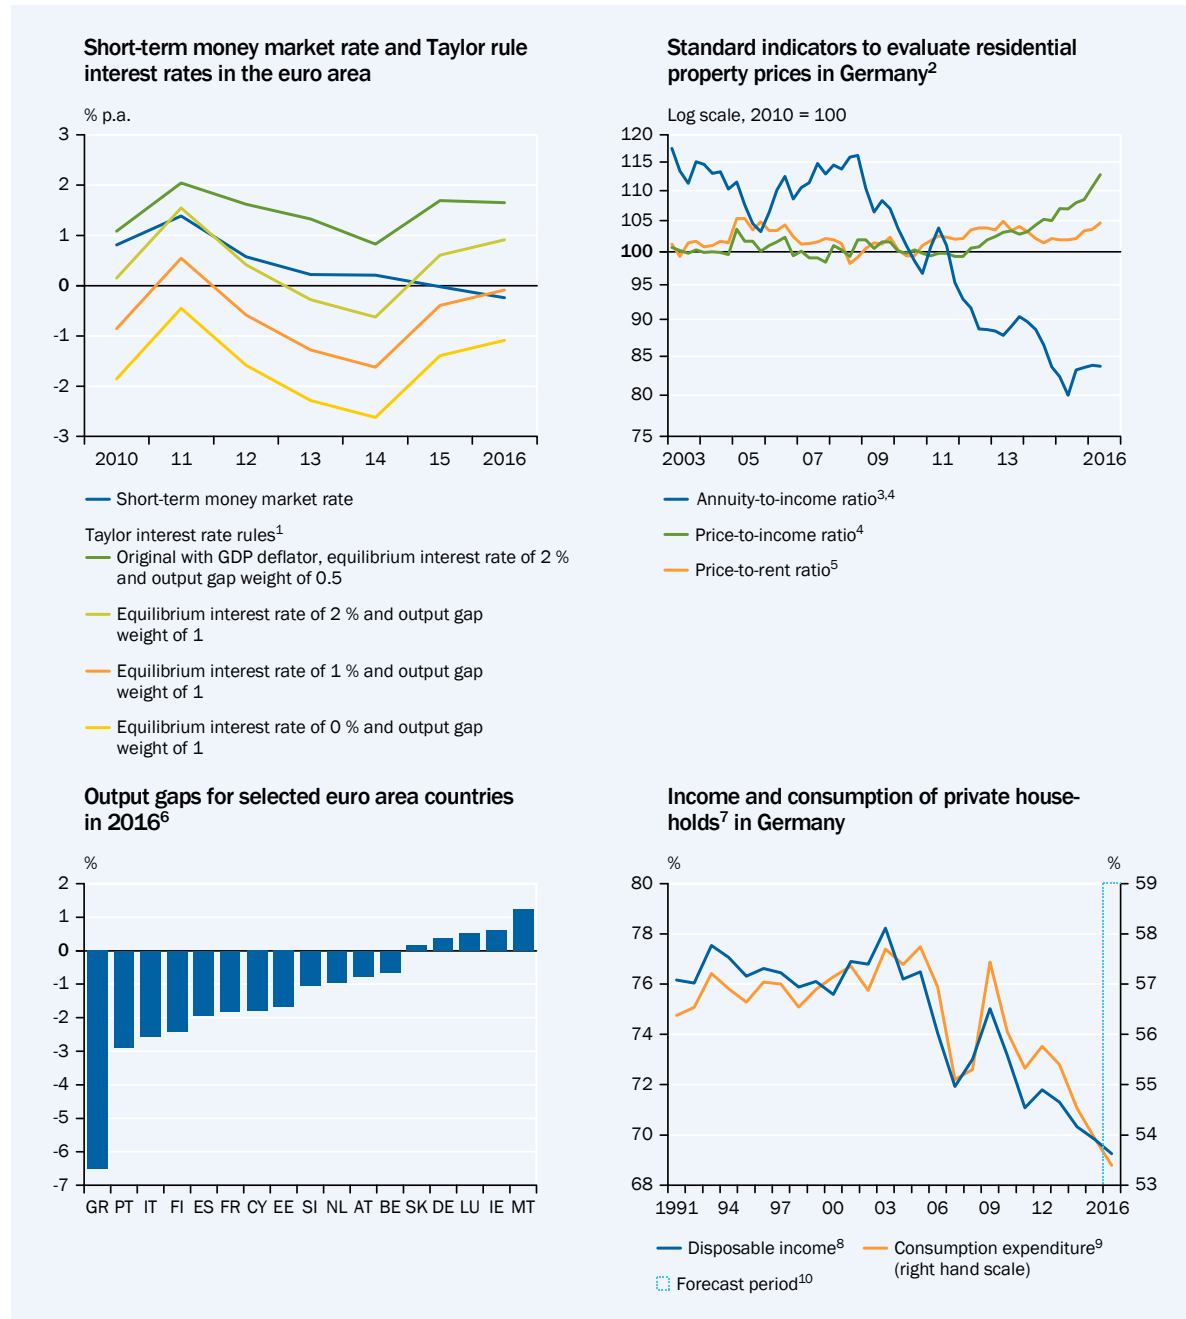 Short-term money market rate and Taylor rule
interest rates in the euro area
% p.a.
3
2
1
0
-1
-2
-3
2010 11 12 13 14 15 2016
Short-term money market rate
Taylor interest rate rules1
Original with GDP deflator, equilibrium interest rate of 2 %
and output gap weight of 0.5
Equilibrium interest rate of 2 % and output gap
weight of 1
Equilibrium interest rate of 1 % and output gap
weight of 1
Equilibrium interest rate of 0 % and output gap
weight of 1
Standard indicators to evaluate residential
property prices in Germany2
Log scale, 2010 = 100
120
115
110
105
100
95
90
85
80
75
2003 05 07 09 11 13 2016
Annuity-to-income ratio3,4
Price-to-income ratio4
Price-to-rent ratio5
Output gaps for selected euro area countries
in 20166
%
2
1
0
-1
-2
-3
-4
-5
-6
-7
GR PT IT FI ES FR CY EE SI NL AT BE SK DE LU IE MT
Income and consumption of private house-
holds7 in Germany
% %
80 59
78 58
76 57
74 56
72 55
70 54
68 53
1991 94 97 00 03 06 09 12 2016
Disposable income8 Consumption expenditure9
(right hand scale)
Forecast period10